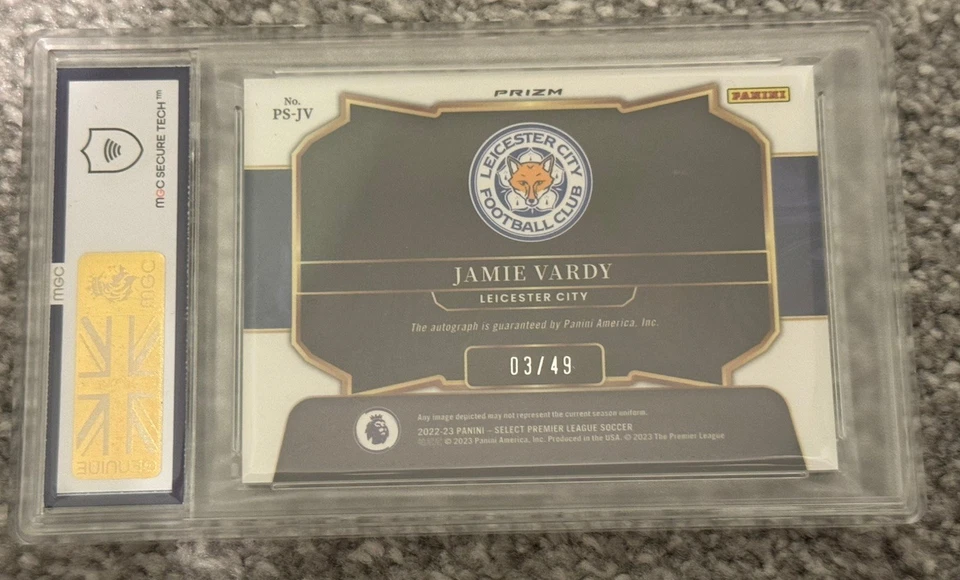 MGC SECURE TECH™
MGC
MGC
GENUINE
No.
PS-JV
PRIZM
PANINI
LEICESTER CITY
FOOTBALL CLUB
JAMIE VARDY
LEICESTER CITY
The autograph is guaranteed by Panini America, Inc.
03/49
Any image depicted may not represent the current season uniform.
2022-23 PANINI – SELECT PREMIER LEAGUE SOCCER
© 2023 Panini America, Inc. Produced in the USA. © 2023 The Premier League